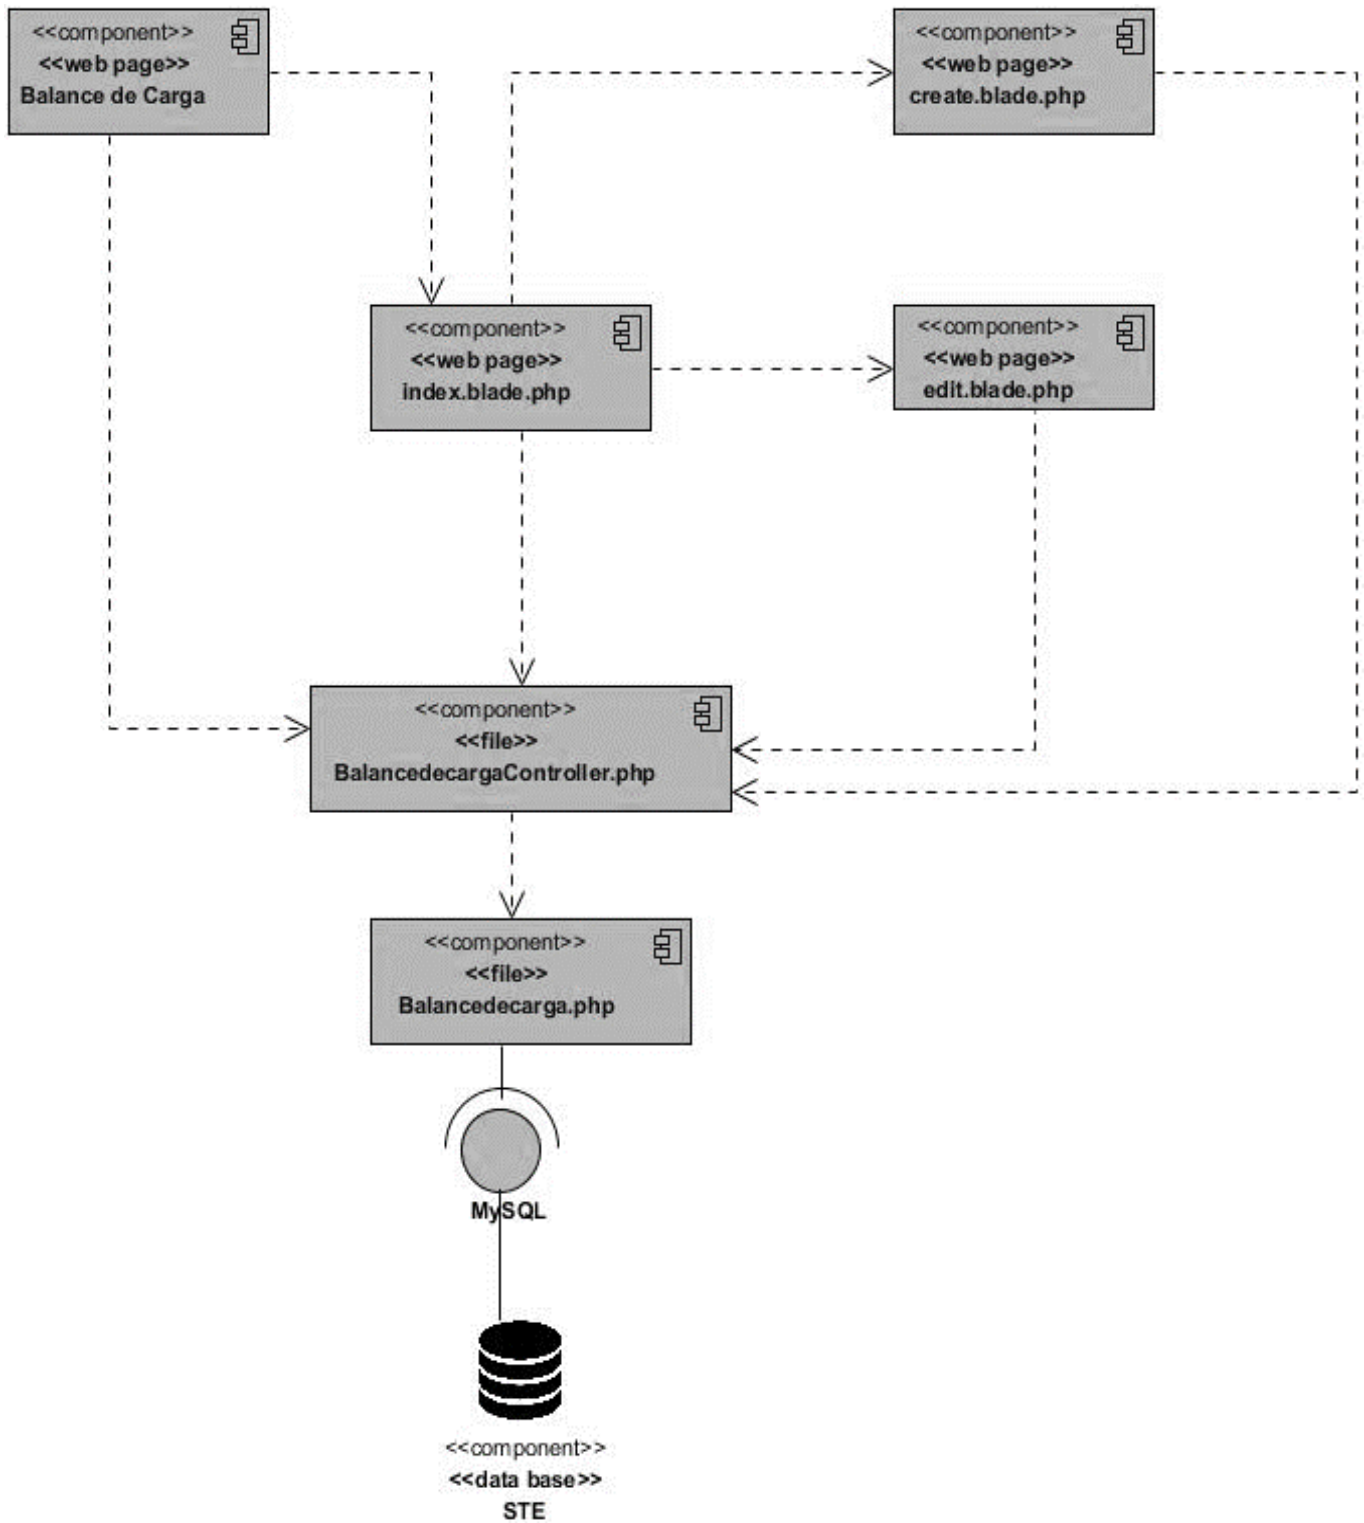 <<component>>
<<web page>>
Balance de Carga
<<component>>
<<web page>>
create.blade.php
<<component>>
<<web page>>
index.blade.php
<<component>>
<<web page>>
edit.blade.php
<<component>>
<<file>>
BalancedecargaController.php
<<component>>
<<file>>
Balancedecarga.php
MySQL
<<component>>
<<data base>>
STE